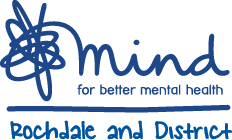 mind
for better mental health
Rochdale and District